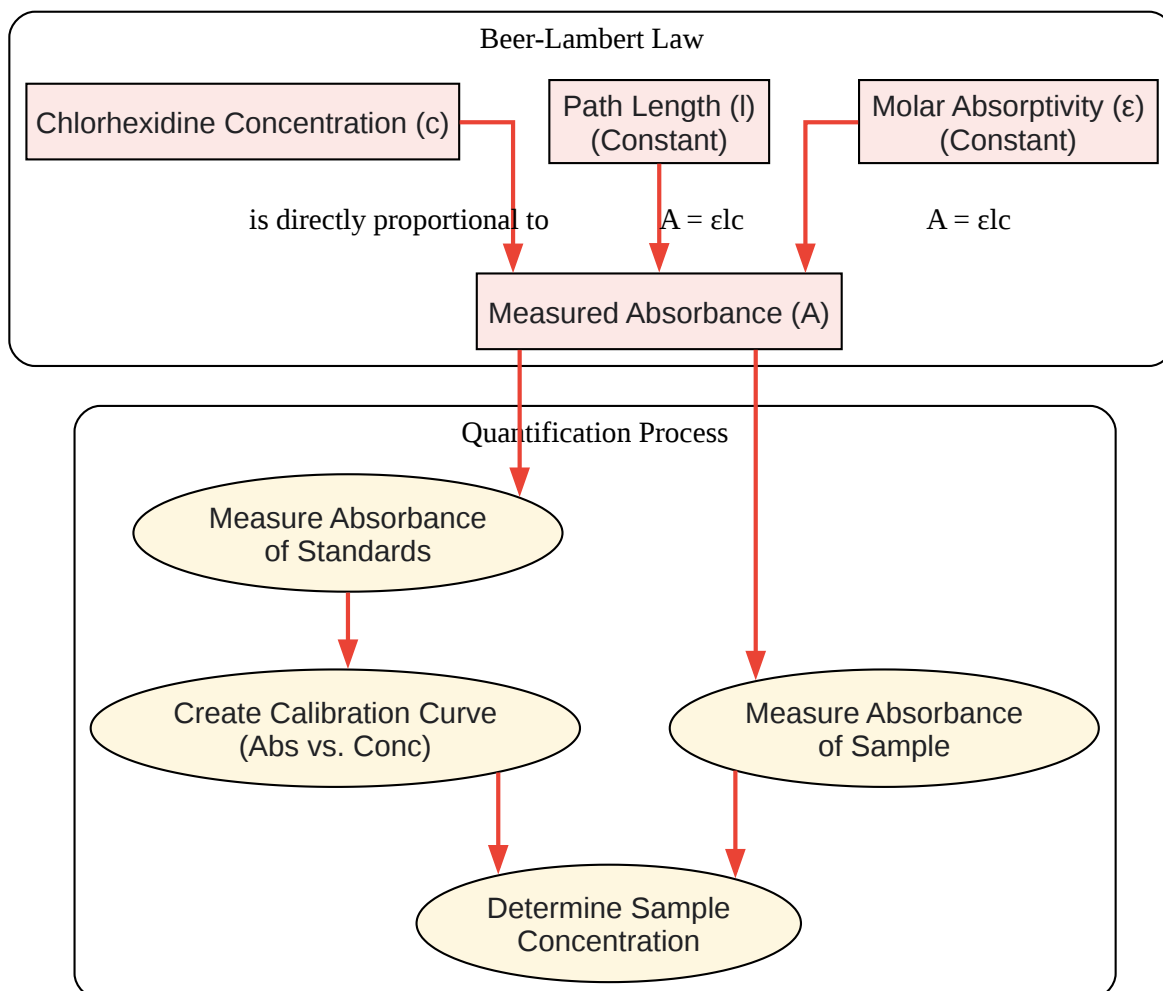 Beer-Lambert Law
Chlorhexidine Concentration (c)
Path Length (l)
(Constant)
Molar Absorptivity (ε)
(Constant)
is directly proportional to
A = εlc
A = εlc
Measured Absorbance (A)
Quantification Process
Measure Absorbance
of Standards
Create Calibration Curve
(Abs vs. Conc)
Measure Absorbance
of Sample
Determine Sample
Concentration